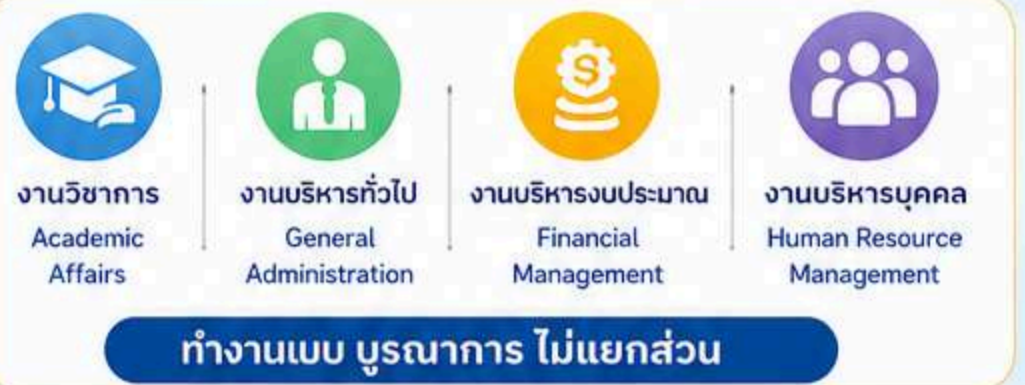 งานวิชาการ
Academic
Affairs
งานบริหารทั่วไป
General
Administration
งานบริหารงบประมาณ
Financial
Management
งานบริหารบุคคล
Human Resource
Management
ทำงานแบบ บูรณาการ ไม่แยกส่วน